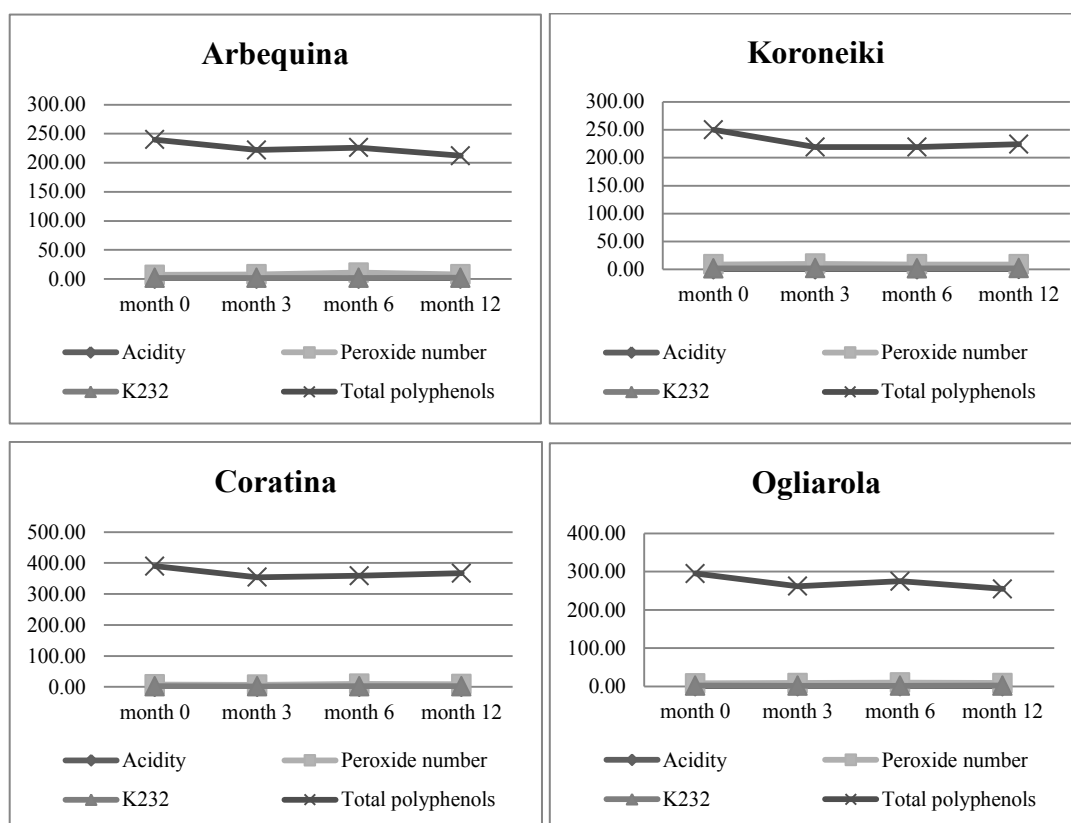 Arbequina
300.00
250.00
200.00
150.00
100.00
50.00
0.00
month 0 month 3 month 6 month 12
Acidity Peroxide number
K232 Total polyphenols
Koroneiki
300.00
250.00
200.00
150.00
100.00
50.00
0.00
month 0 month 3 month 6 month 12
Acidity Peroxide number
K232 Total polyphenols
Coratina
500.00
400.00
300.00
200.00
100.00
0.00
month 0 month 3 month 6 month 12
Acidity Peroxide number
K232 Total polyphenols
Ogliarola
400.00
300.00
200.00
100.00
0.00
month 0 month 3 month 6 month 12
Acidity Peroxide number
K232 Total polyphenols